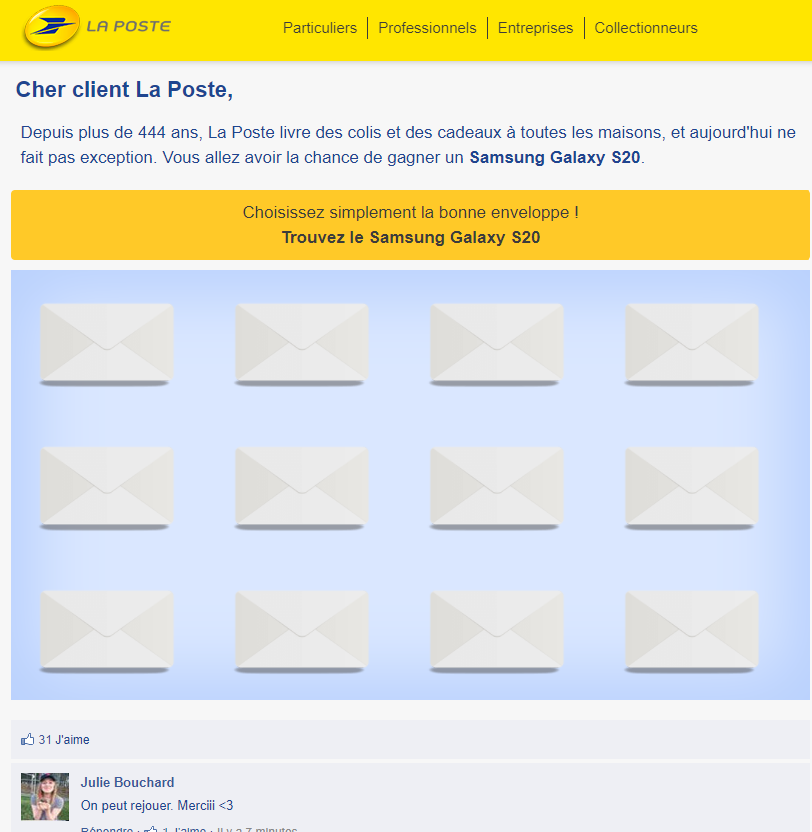 LA POSTE
Particuliers Professionnels Entreprises Collectionneurs
Cher client La Poste,
Depuis plus de 444 ans, La Poste livre des colis et des cadeaux à toutes les maisons, et aujourd'hui ne
fait pas exception. Vous allez avoir la chance de gagner un Samsung Galaxy S20.
Choisissez simplement la bonne enveloppe !
Trouvez le Samsung Galaxy S20
31 J'aime
Julie Bouchard
On peut rejouer. Merciii <3
Répondre · 1 J'aime · Il y a 7 minutes